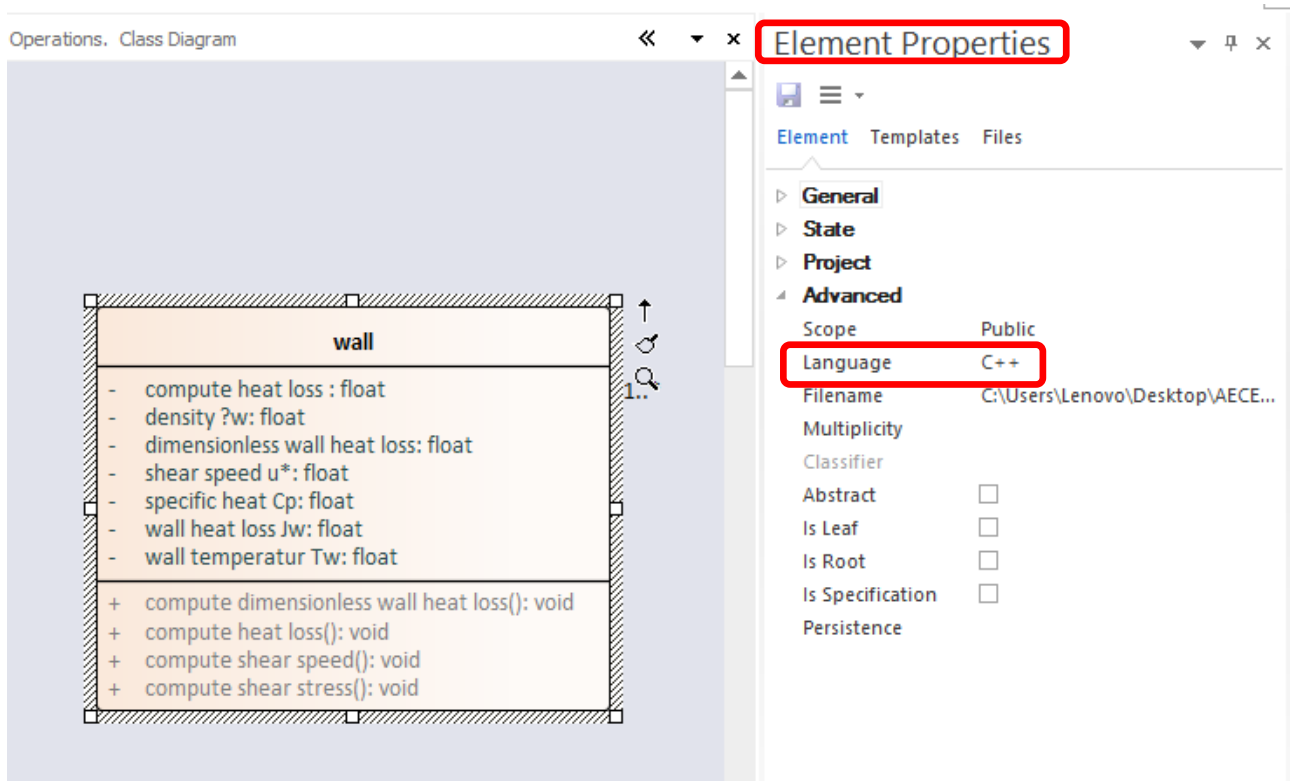 Operations. Class Diagram
Element Properties
Element Templates Files
General
State
Project
Advanced
Scope Public
Language C++
Filename C:\Users\Lenovo\Desktop\AECE...
Multiplicity
Classifier
Abstract
Is Leaf
Is Root
Is Specification
Persistence
wall
- compute heat loss : float
- density ?w: float
- dimensionless wall heat loss: float
- shear speed u*: float
- specific heat Cp: float
- wall heat loss Jw: float
- wall temperatur Tw: float
+ compute dimensionless wall heat loss(): void
+ compute heat loss(): void
+ compute shear speed(): void
+ compute shear stress(): void
1..